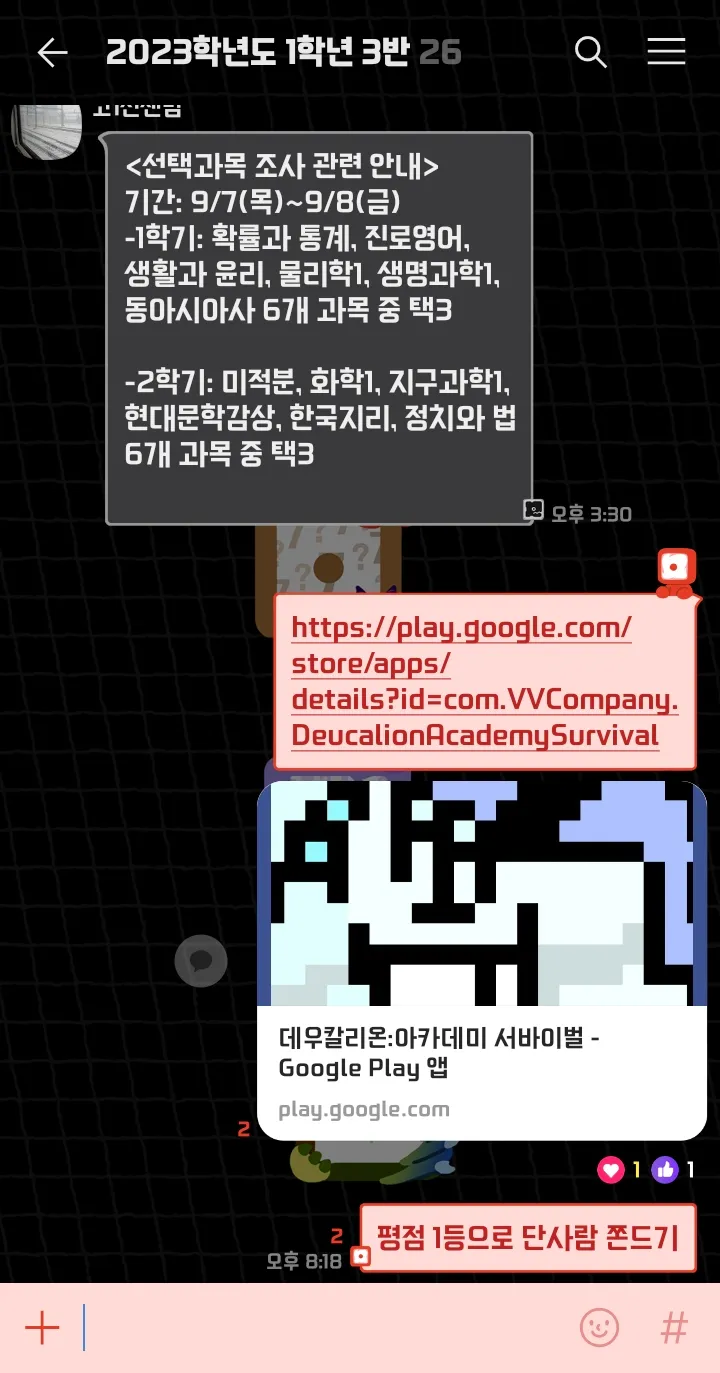 2023학년도 1학년 3반 26
<선택과목 조사 관련 안내>
기간: 9/7(목)~9/8(금)
-1학기: 확률과 통계, 진로영어,
생활과 윤리, 물리학1, 생명과학1,
동아시아사 6개 과목 중 택3
-2학기: 미적분, 화학1, 지구과학1,
현대문학감상, 한국지리, 정치와 법
6개 과목 중 택3
오후 3:30
https://play.google.com/
store/apps/
details?id=com.VVCompany.
DeucalionAcademySurvival
데우칼리온:아카데미 서바이벌 -
Google Play 앱
play.google.com
2
1 1
2
평점 1등으로 단사람 쫀드기
오후 8:18
#